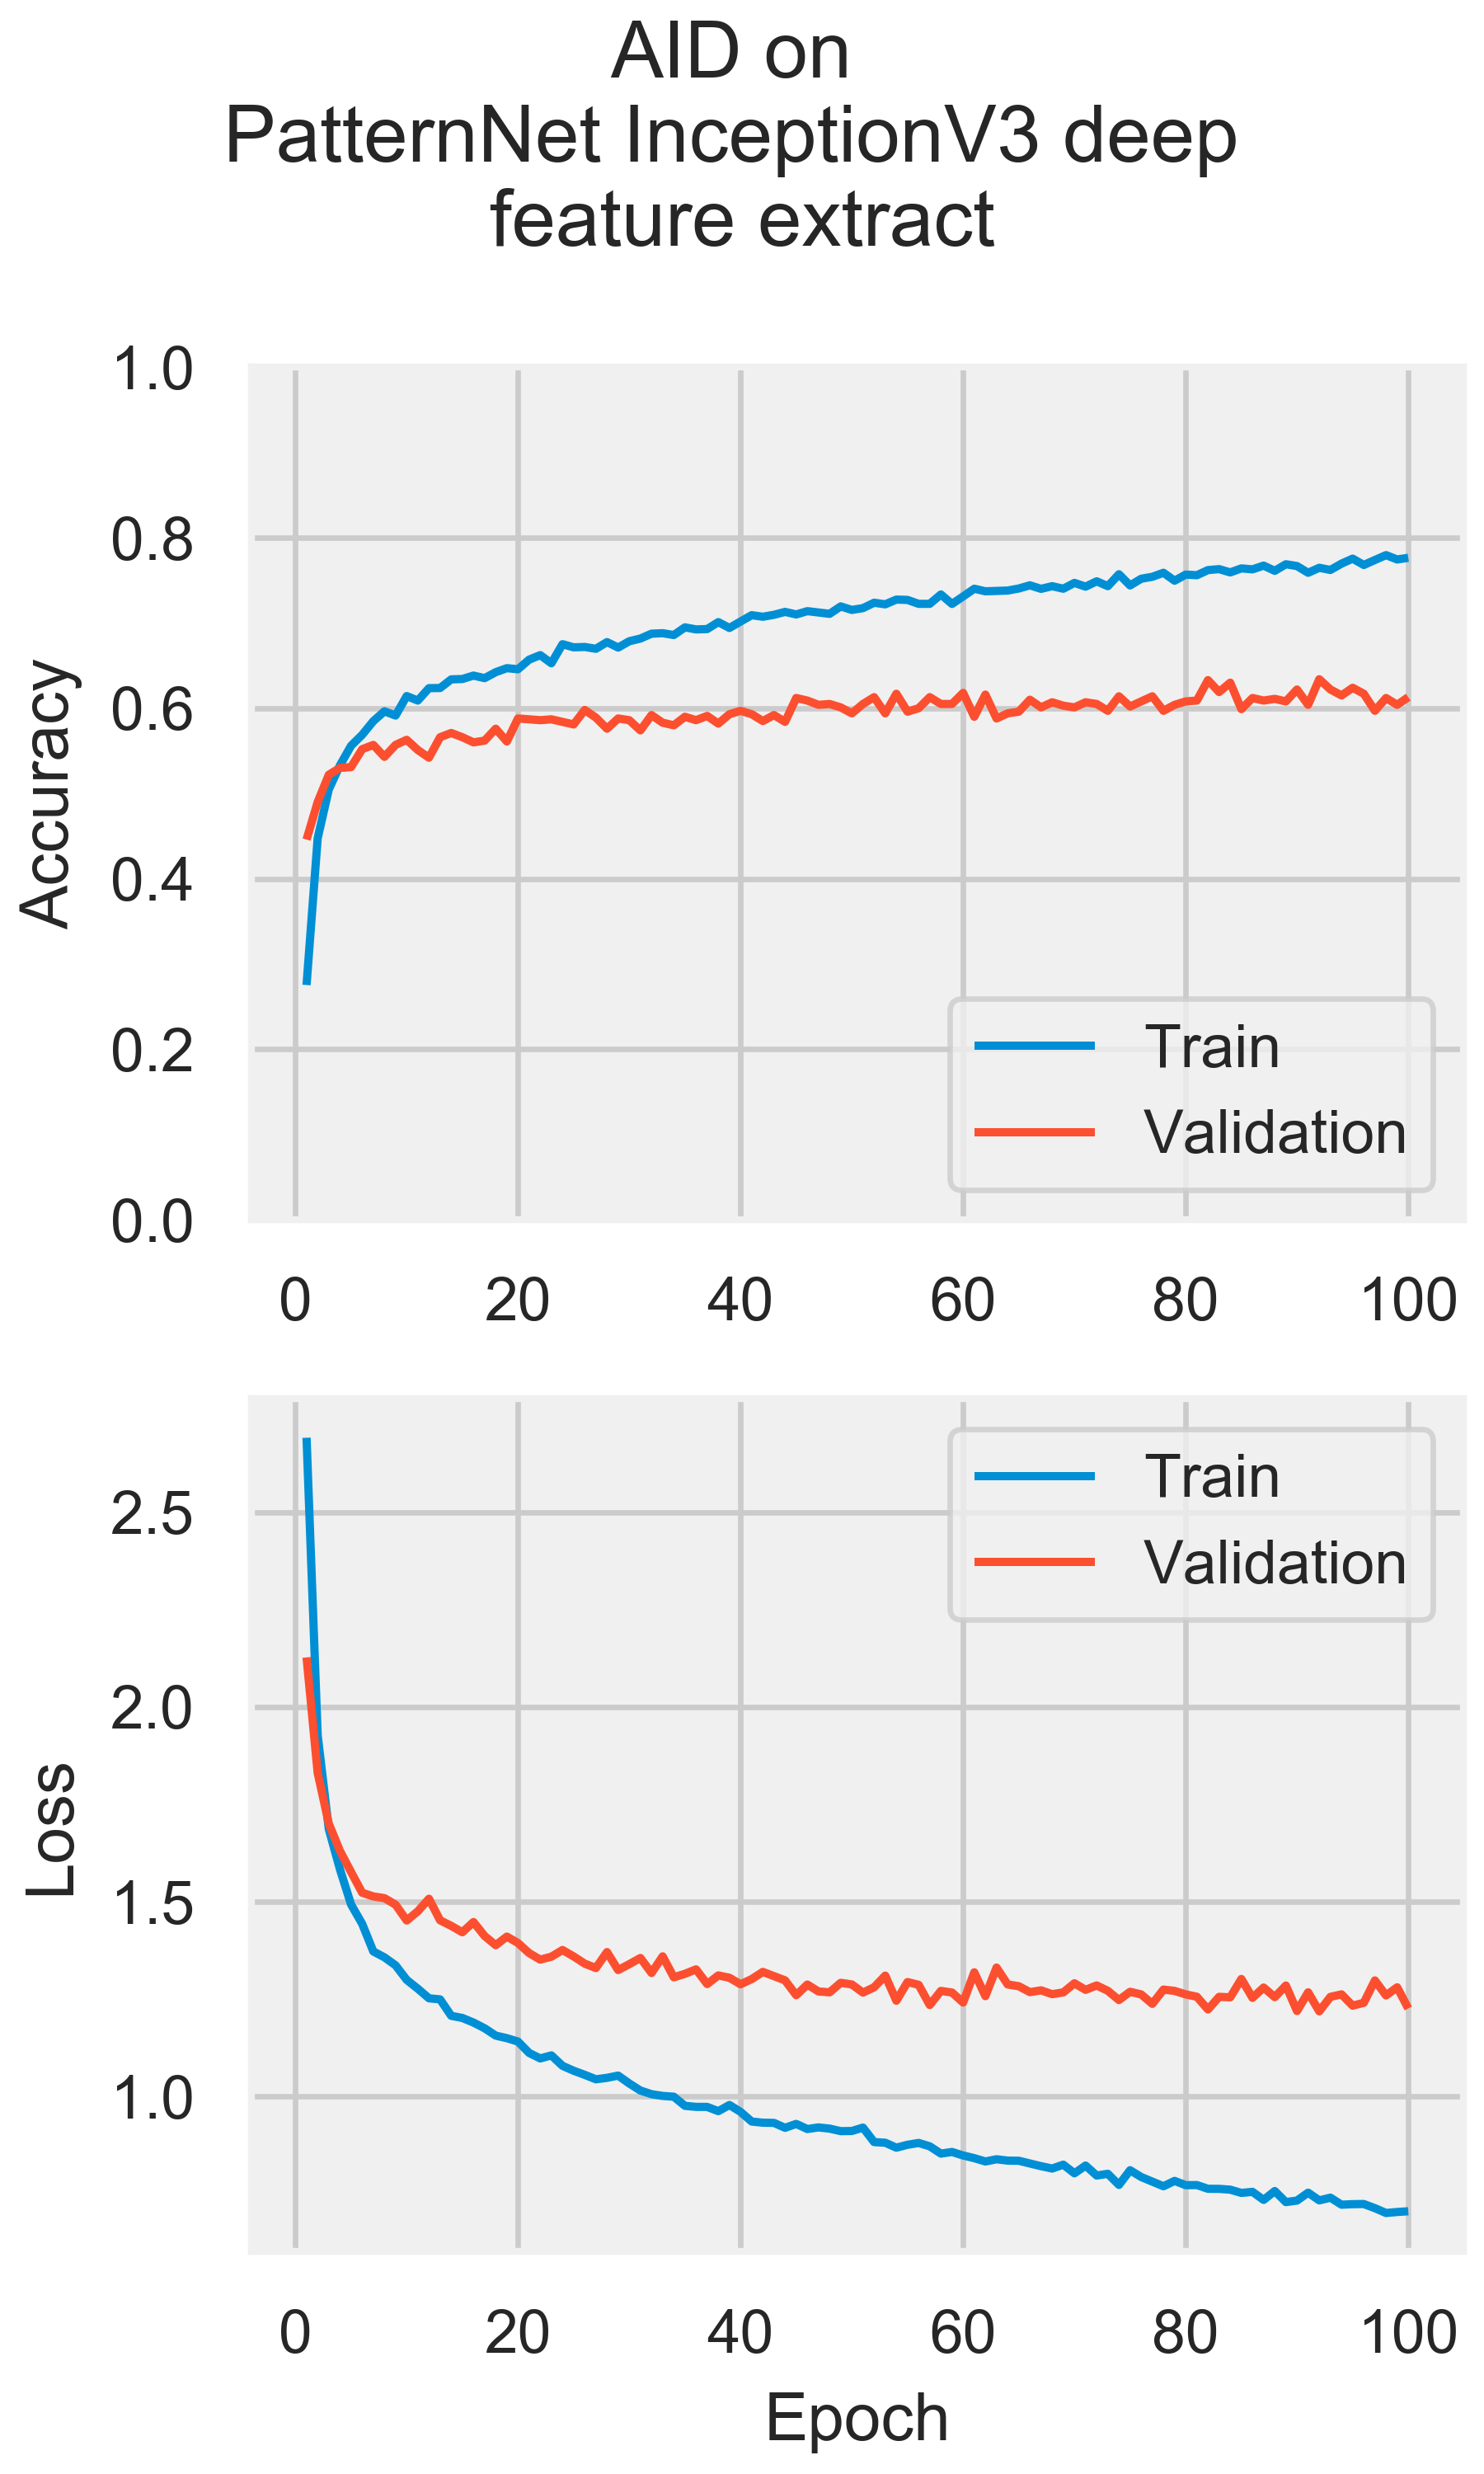 AID on
PatternNet InceptionV3 deep
feature extract
1.0
0.8
0.6
0.4
0.2
0.0
Accuracy
Train
Validation
0 20 40 60 80 100
2.5
2.0
1.5
1.0
Loss
Train
Validation
0 20 40 60 80 100
Epoch